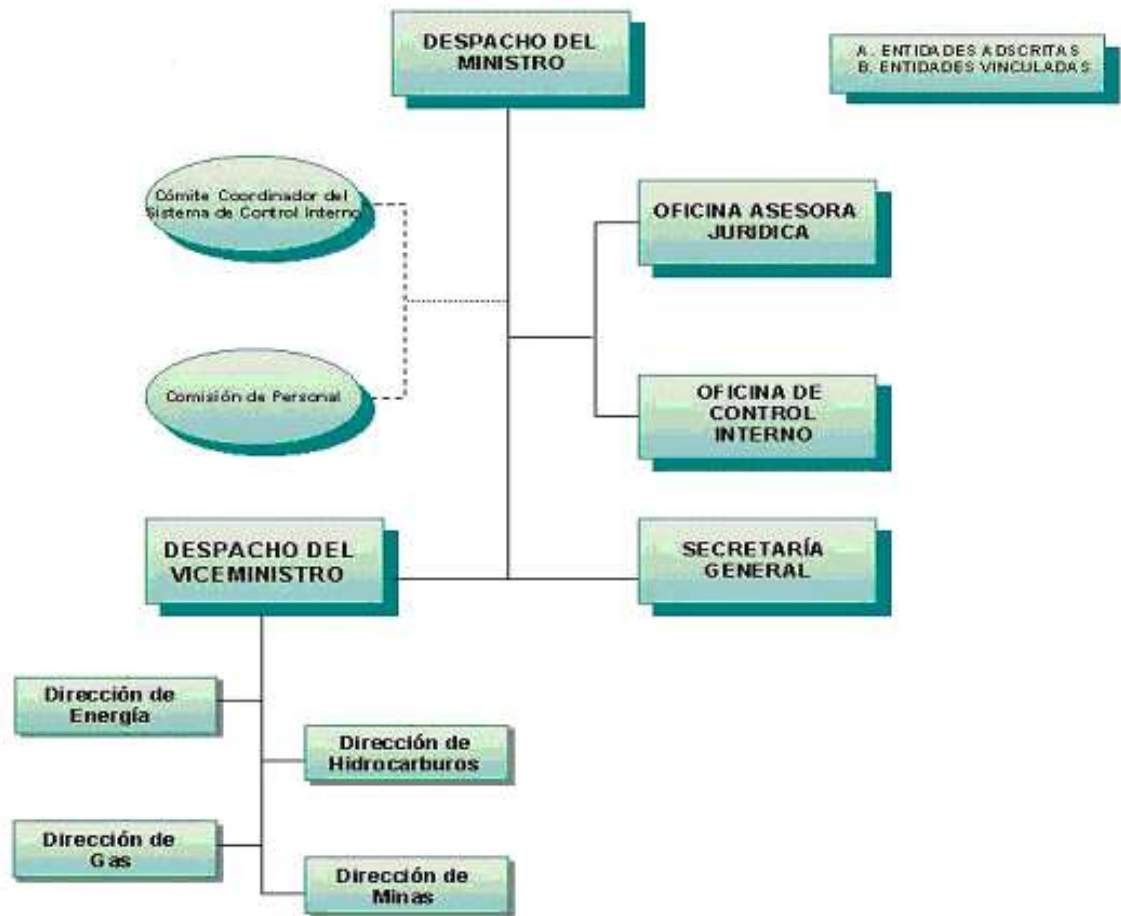 DESPACHO DEL
MINISTRO
A. ENTIDADES ADSCRITAS
B. ENTIDADES VINCULADAS
Cómite Coordinador del
Sistema de Control Interno
OFICINA ASESORA
JURIDICA
Comisión de Personal
OFICINA DE
CONTROL
INTERNO
DESPACHO DEL
VICEMINISTRO
SECRETARÍA
GENERAL
Dirección de
Energía
Dirección de
Hidrocarburos
Dirección de
Gas
Dirección de
Minas